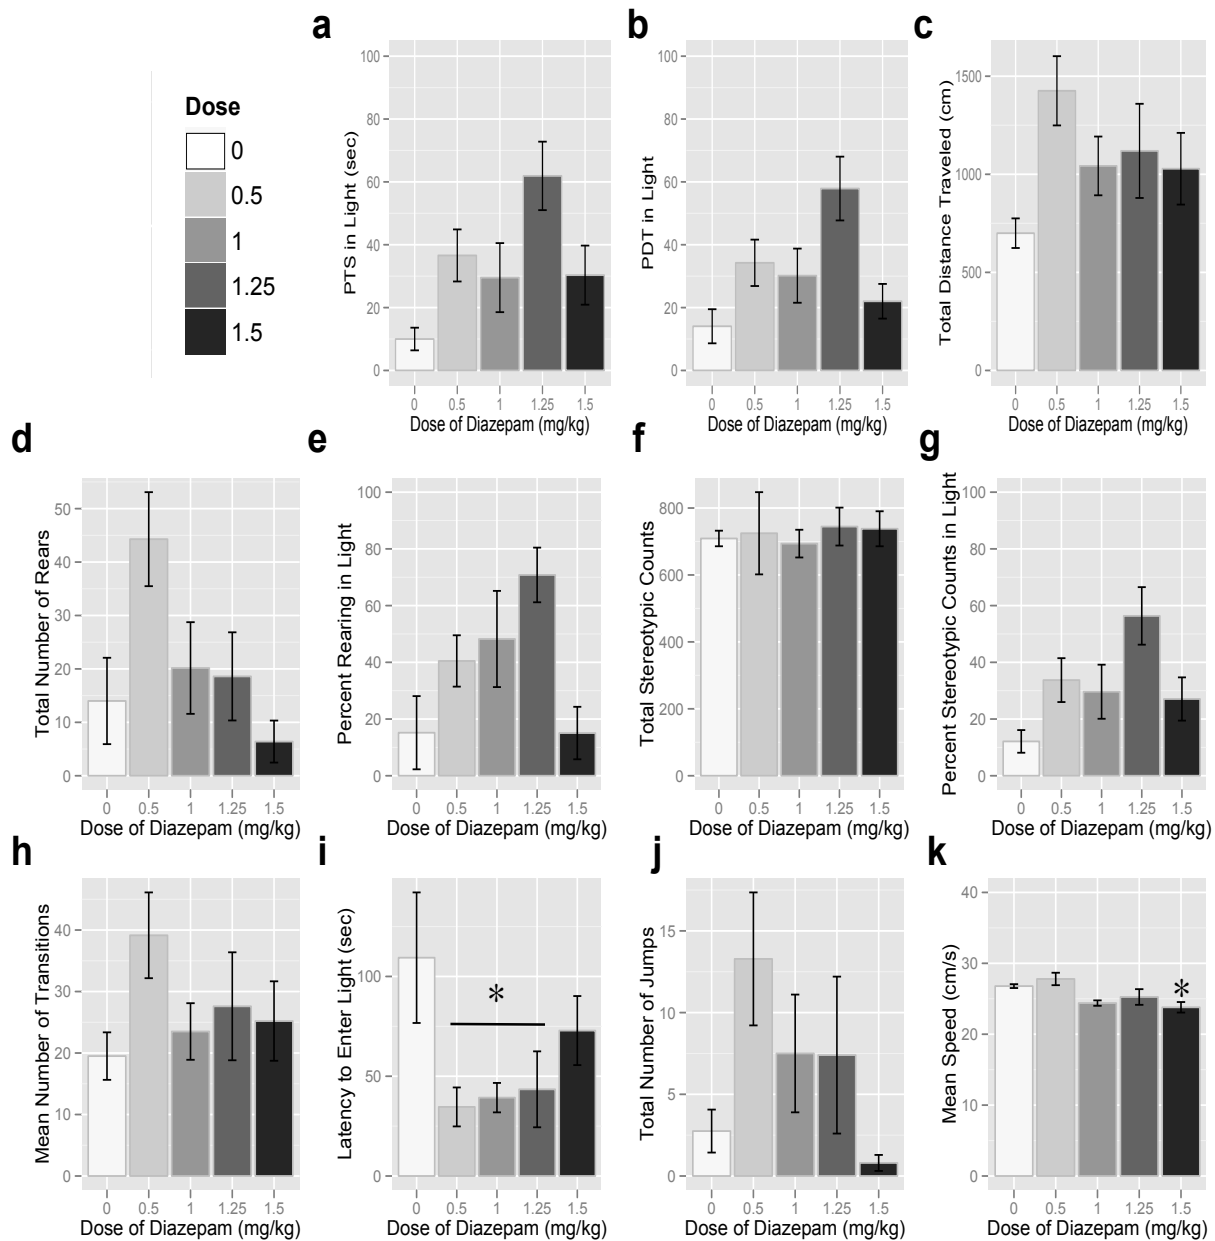 a
b
c
Dose
0
0.5
1
1.25
1.5
PTS in Light (sec)
100
80
60
40
20
0
0 0.5 1 1.25 1.5
Dose of Diazepam (mg/kg)
PDT in Light
100
80
60
40
20
0
0 0.5 1 1.25 1.5
Dose of Diazepam (mg/kg)
Total Distance Traveled (cm)
1500
1000
500
0
0 0.5 1 1.25 1.5
Dose of Diazepam (mg/kg)
d
e
f
g
Total Number of Rears
50
40
30
20
10
0
0 0.5 1 1.25 1.5
Dose of Diazepam (mg/kg)
Percent Rearing in Light
100
80
60
40
20
0
0 0.5 1 1.25 1.5
Dose of Diazepam (mg/kg)
Total Stereotypic Counts
800
600
400
200
0
0 0.5 1 1.25 1.5
Dose of Diazepam (mg/kg)
Percent Stereotypic Counts in Light
100
80
60
40
20
0
0 0.5 1 1.25 1.5
Dose of Diazepam (mg/kg)
h
i
j
k
Mean Number of Transitions
40
30
20
10
0
0 0.5 1 1.25 1.5
Dose of Diazepam (mg/kg)
Latency to Enter Light (sec)
100
50
0
*
0 0.5 1 1.25 1.5
Dose of Diazepam (mg/kg)
Total Number of Jumps
15
10
5
0
0 0.5 1 1.25 1.5
Dose of Diazepam (mg/kg)
Mean Speed (cm/s)
40
30
20
10
0
*
0 0.5 1 1.25 1.5
Dose of Diazepam (mg/kg)